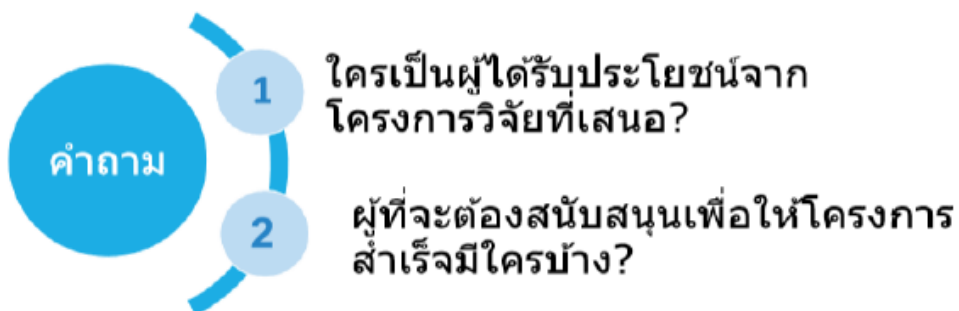 คำถาม
1
ใครเป็นผู้ได้รับประโยชน์จาก
โครงการวิจัยที่เสนอ?
2
ผู้ที่จะต้องสนับสนุนเพื่อให้โครงการ
สำเร็จมีใครบ้าง?